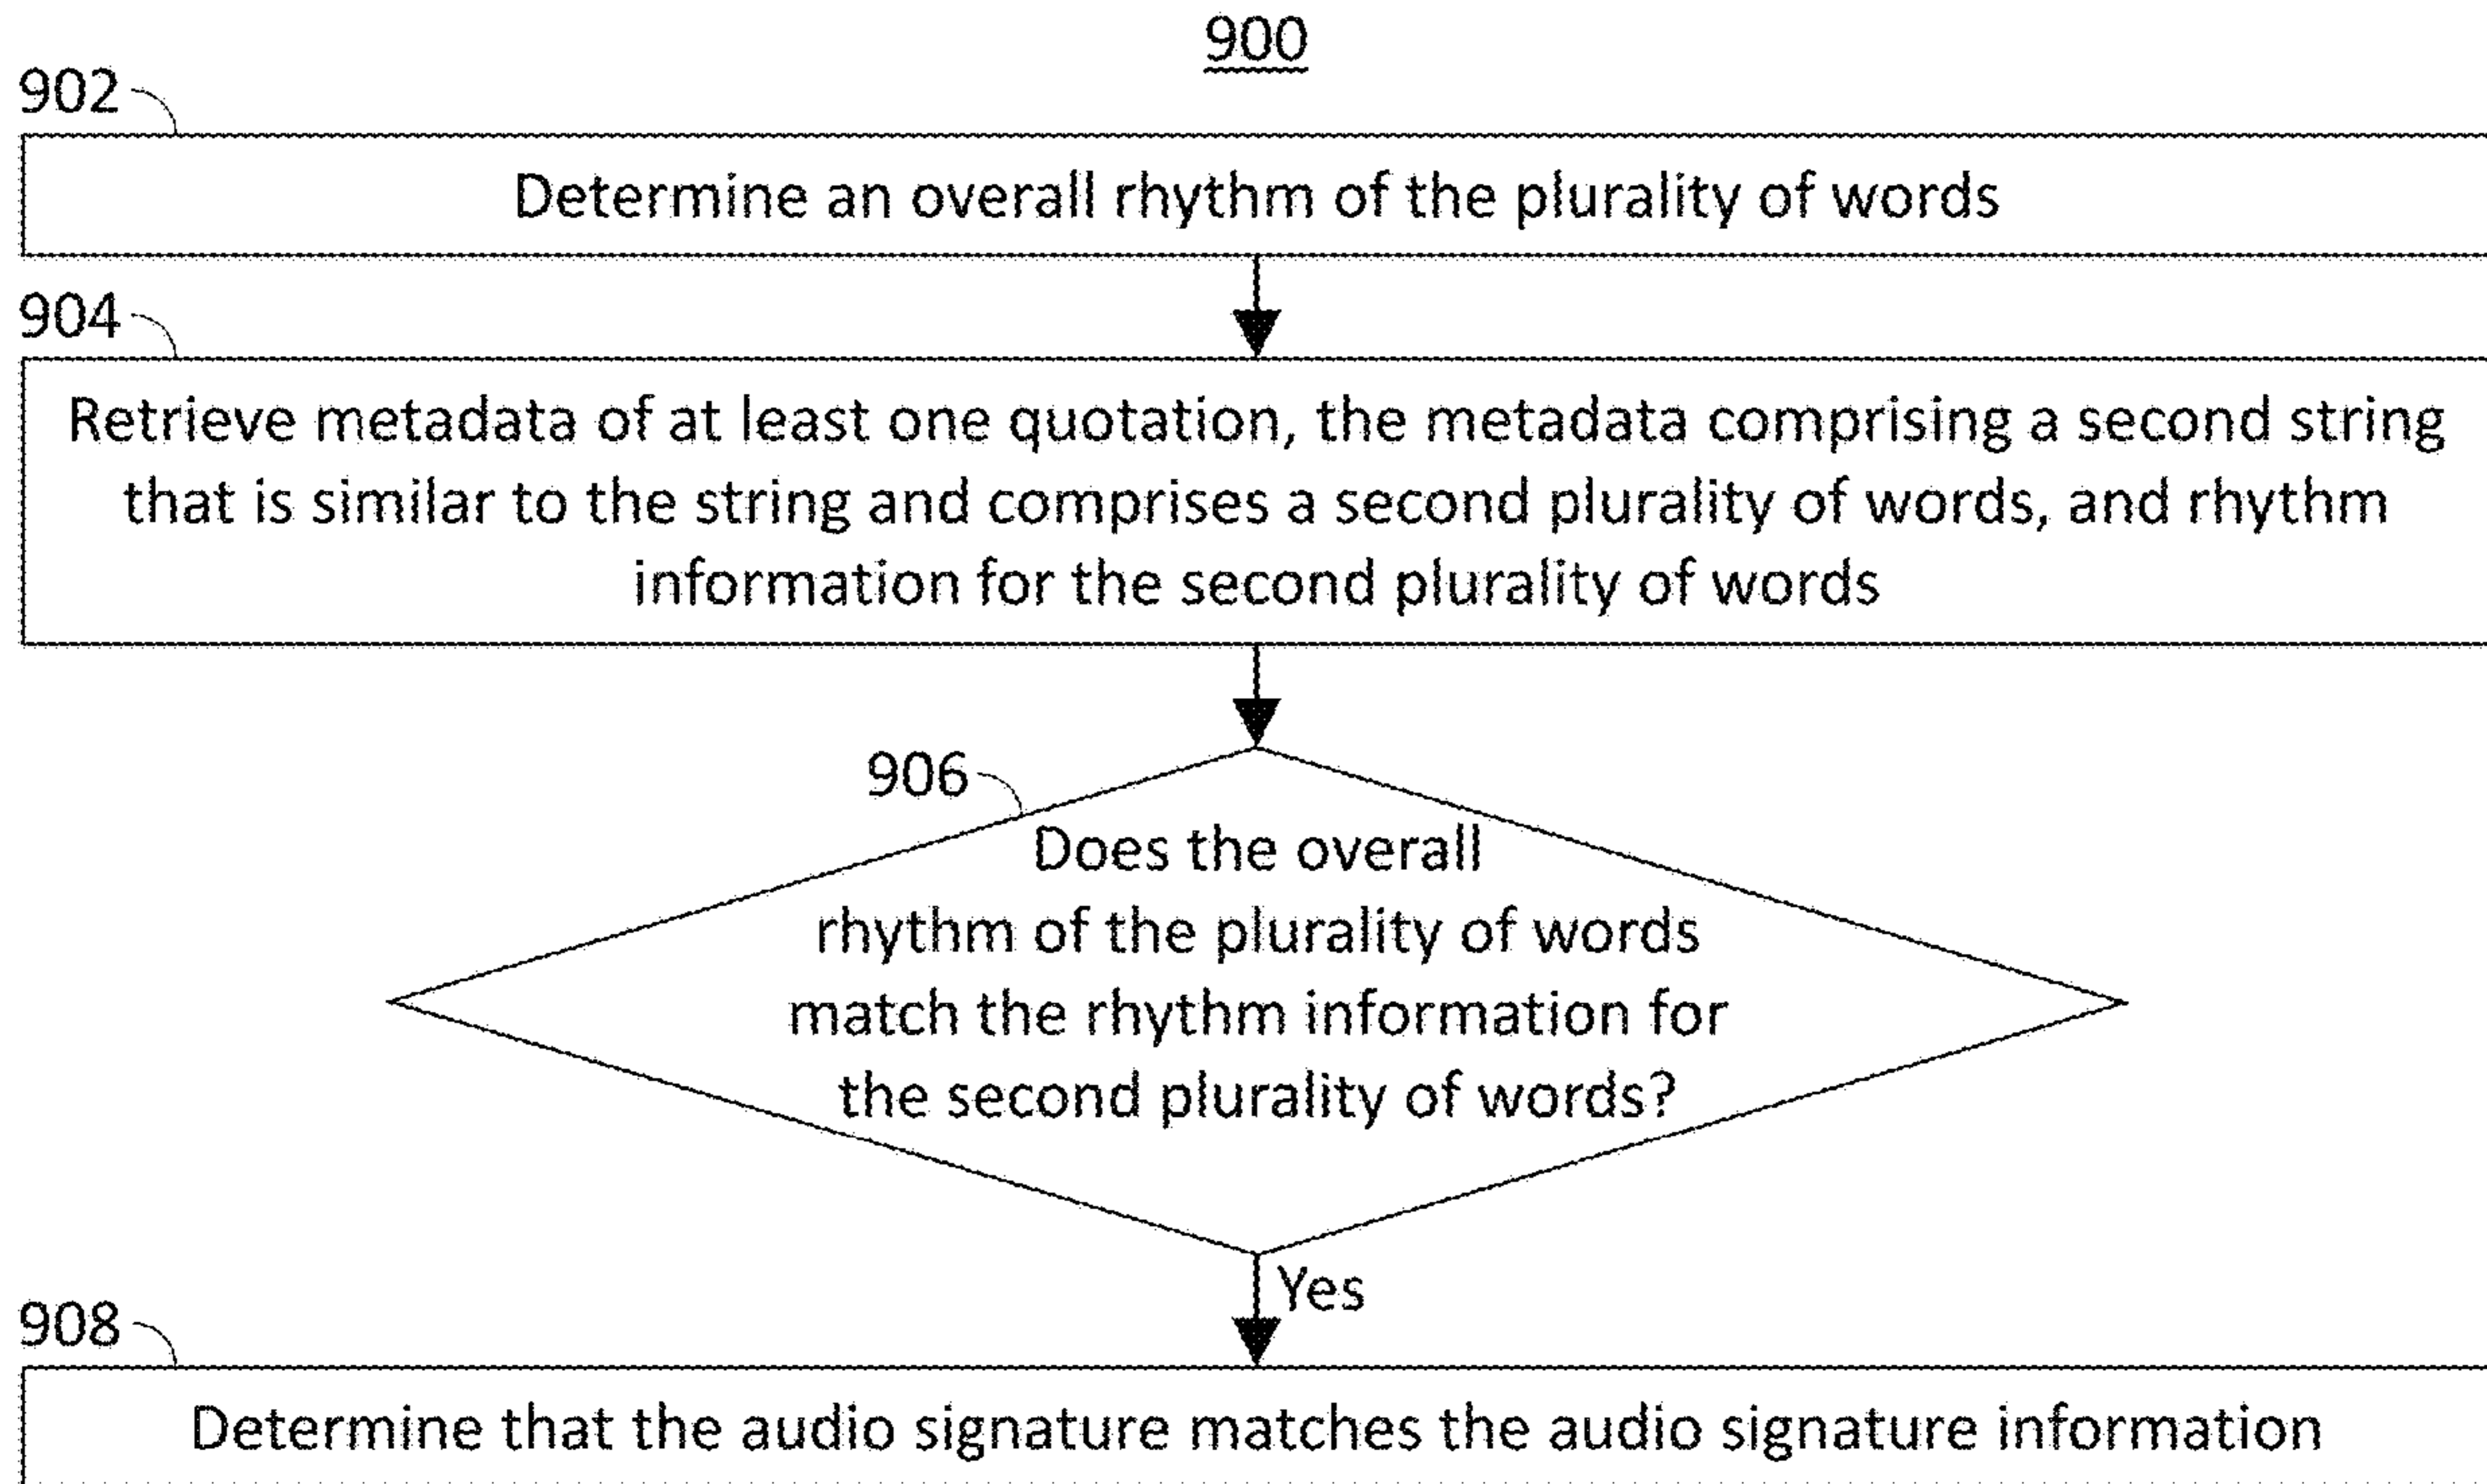 900
902
Determine an overall rhythm of the plurality of words
904
Retrieve metadata of at least one quotation, the metadata comprising a second string
that is similar to the string and comprises a second plurality of words, and rhythm
information for the second plurality of words
906
Does the overall
rhythm of the plurality of words
match the rhythm information for
the second plurality of words?
Yes
908
Determine that the audio signature matches the audio signature information